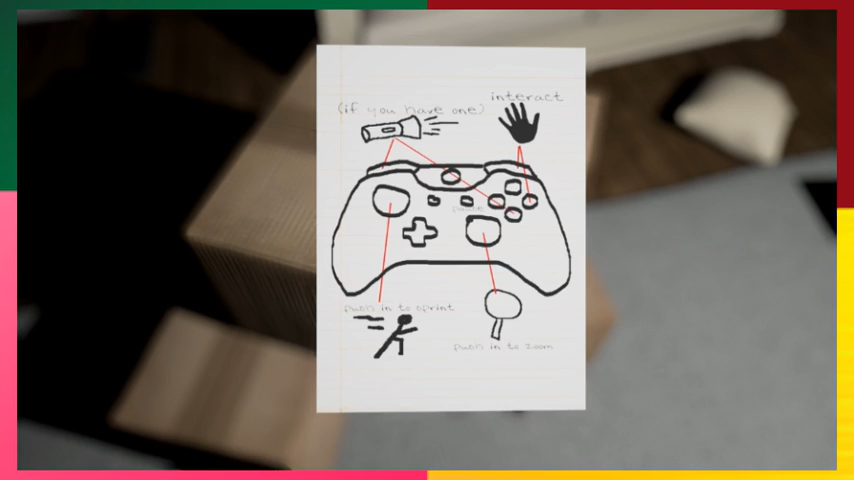 interact
(if you have one)
pause
push in to sprint
push in to zoom